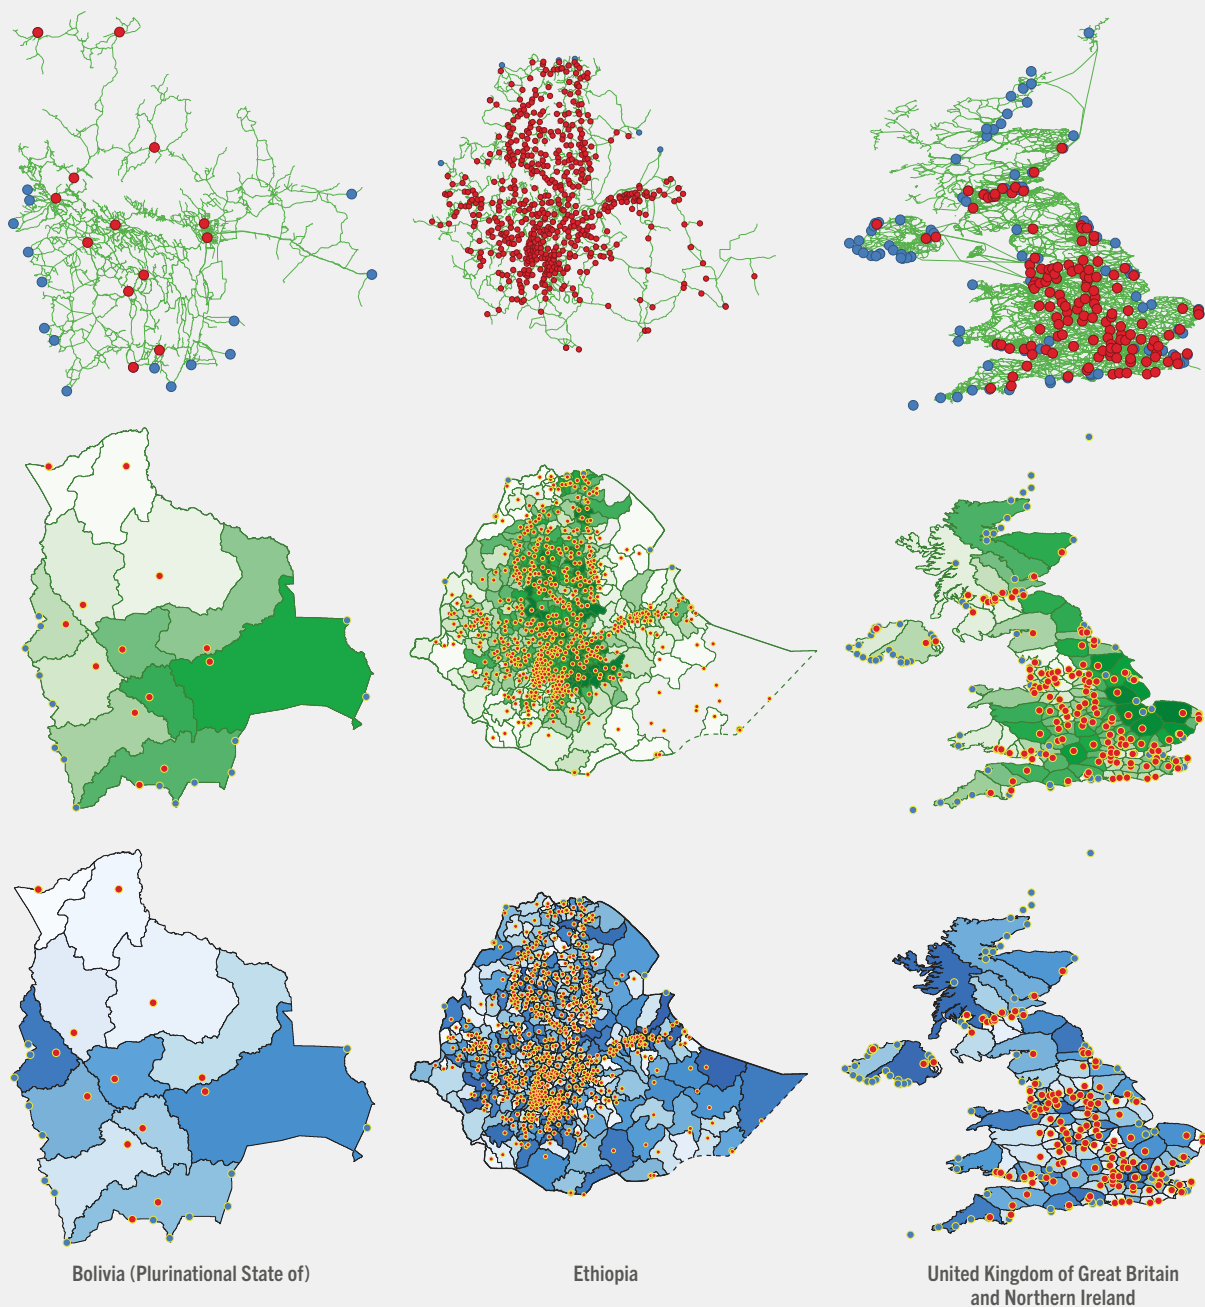 Bolivia (Plurinational State of)
Ethiopia
United Kingdom of Great Britain
and Northern Ireland